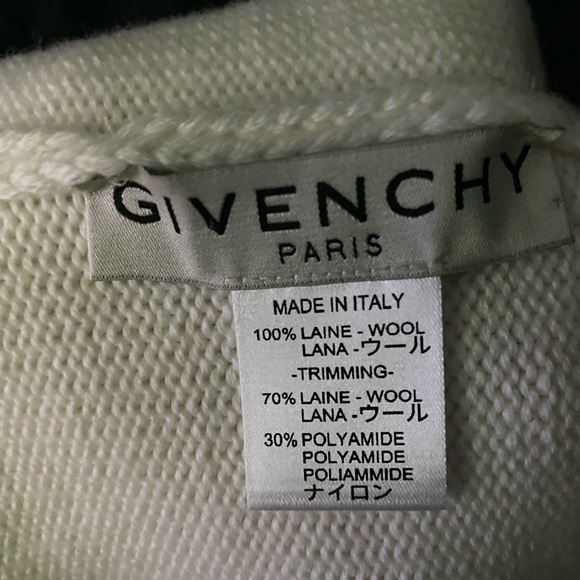 GIVENCHY
PARIS
MADE IN ITALY
100% LAINE - WOOL
LANA -ウール
-TRIMMING-
70% LAINE - WOOL
LANA -ウール
30% POLYAMIDE
POLYAMIDE
POLIAMMIDE
ナイロン